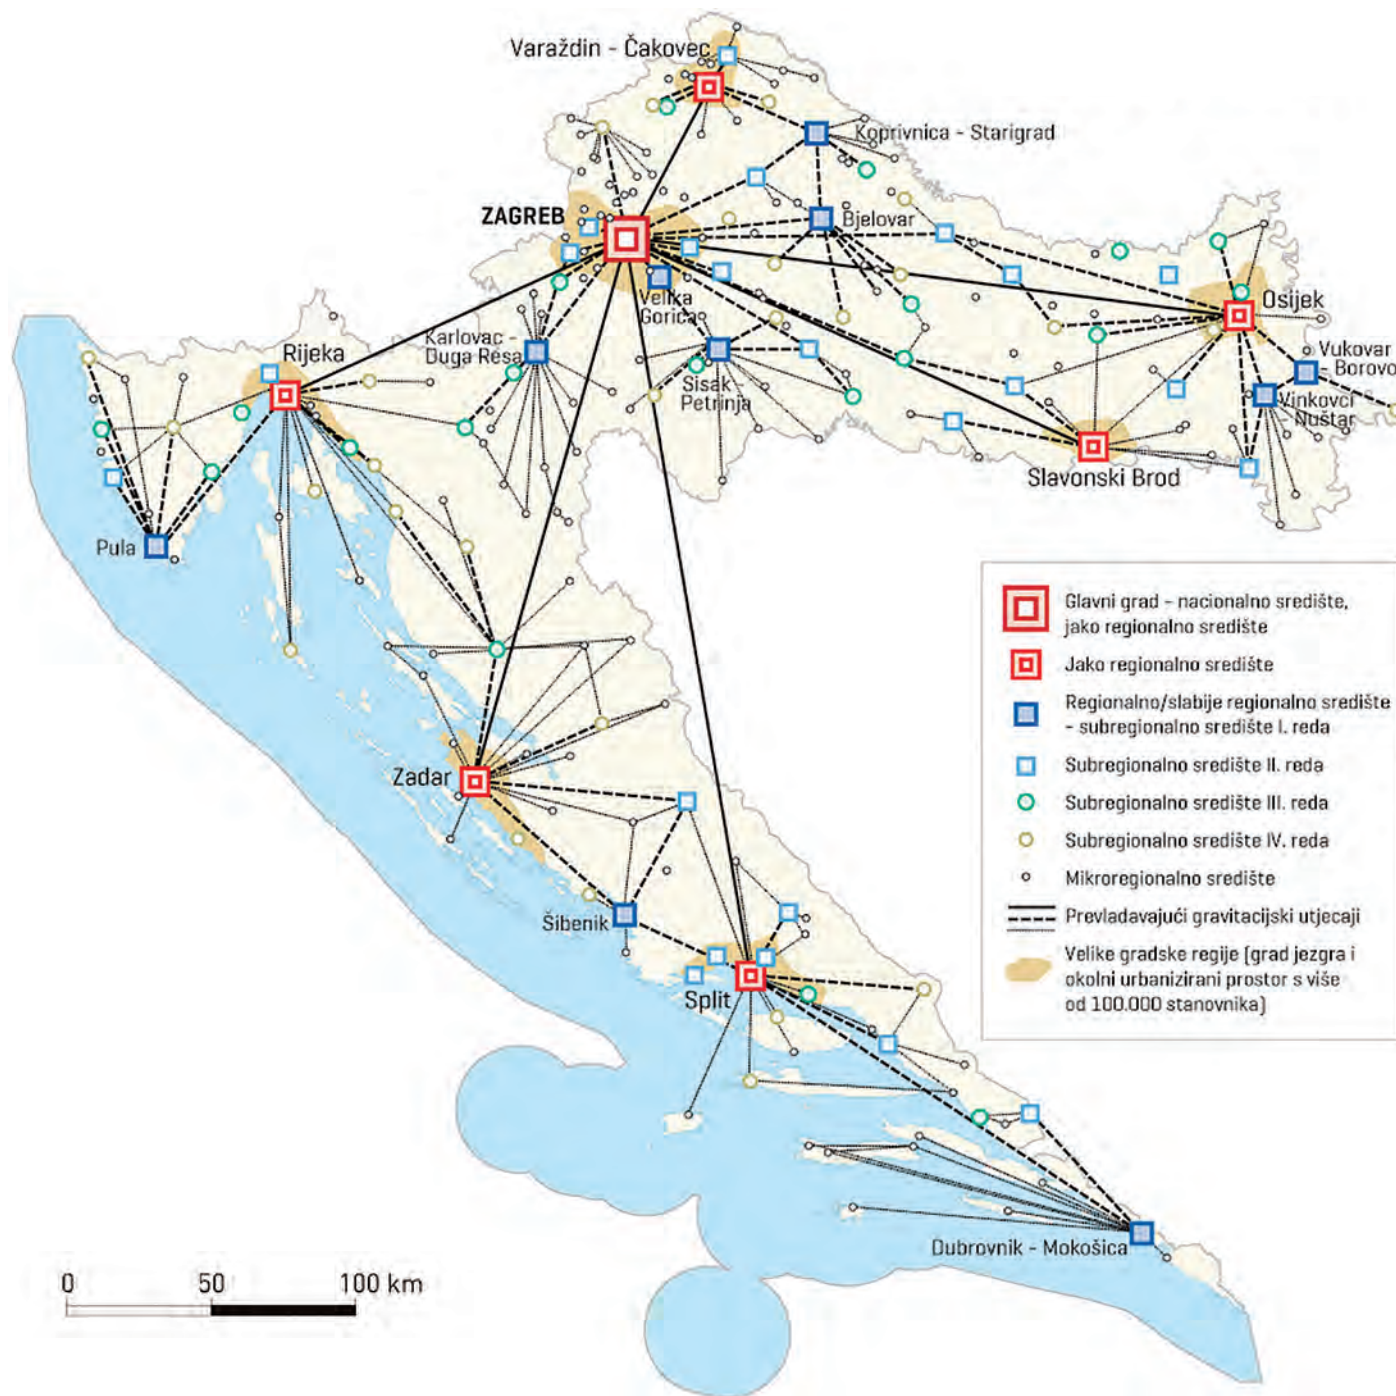 Varaždin - Čakovec
Koprivnica - Starigrad
ZAGREB
Bjelovar
Velika
Gorica
Osijek
Karlovac -
Duga Resa
Rijeka
Sisak -
Petrinja
Vukovar
- Borovo
Vinkovci
- Nuštar
Slavonski Brod
Pula
Glavni grad - nacionalno središte,
jako regionalno središte
Jako regionalno središte
Regionalno/slabije regionalno središte
- subregionalno središte I. reda
Subregionalno središte II. reda
Subregionalno središte III. reda
Subregionalno središte IV. reda
Mikroregionalno središte
Prevladavajući gravitacijski utjecaji
Velike gradske regije (grad jezgra i
okolni urbanizirani prostor s više
od 100.000 stanovnika)
Zadar
Šibenik
Split
Dubrovnik - Mokošica
0 50 100 km